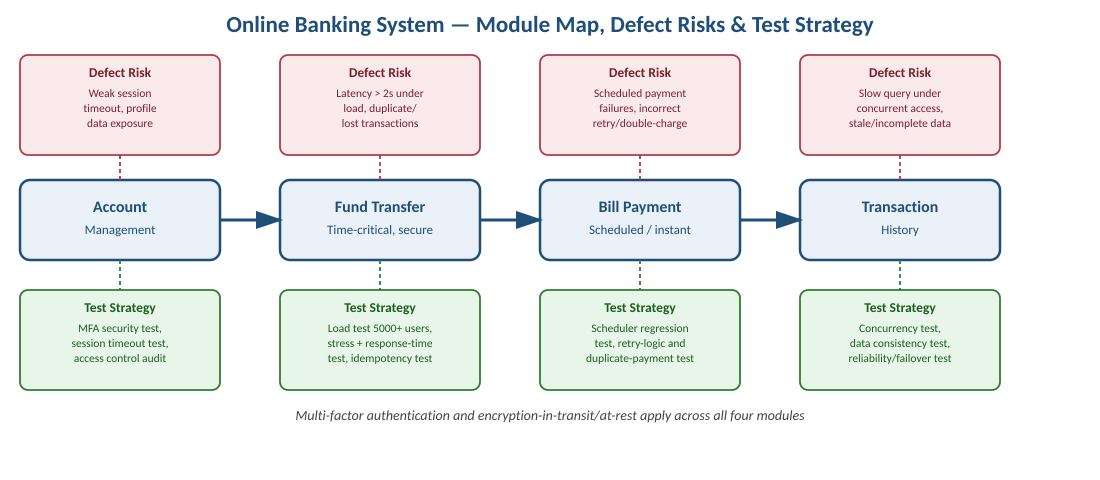 Online Banking System — Module Map, Defect Risks & Test Strategy
Defect Risk
Weak session
timeout, profile
data exposure
Defect Risk
Latency > 2s under
load, duplicate/
lost transactions
Defect Risk
Scheduled payment
failures, incorrect
retry/double-charge
Defect Risk
Slow query under
concurrent access,
stale/incomplete data
Account
Management
Fund Transfer
Time-critical, secure
Bill Payment
Scheduled / instant
Transaction
History
Test Strategy
MFA security test,
session timeout test,
access control audit
Test Strategy
Load test 5000+ users,
stress + response-time
test, idempotency test
Test Strategy
Scheduler regression
test, retry-logic and
duplicate-payment test
Test Strategy
Concurrency test,
data consistency test,
reliability/failover test
Multi-factor authentication and encryption-in-transit/at-rest apply across all four modules